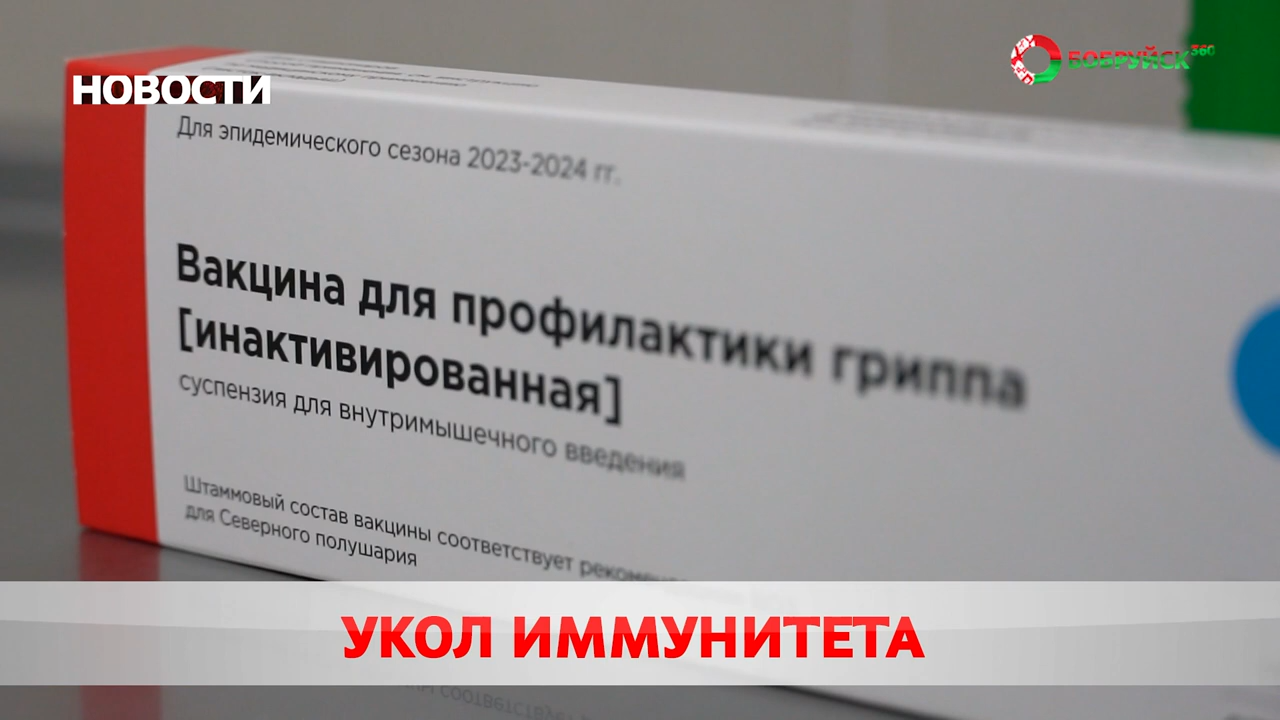 НОВОСТИ
БОБРУЙСК 360
Для эпидемического сезона 2023-2024 гг.
Вакцина для профилактики гриппа
[инактивированная]
суспензия для внутримышечного введения
Штаммовый состав вакцины соответствует
для Северного полушария
УКОЛ ИММУНИТЕТА